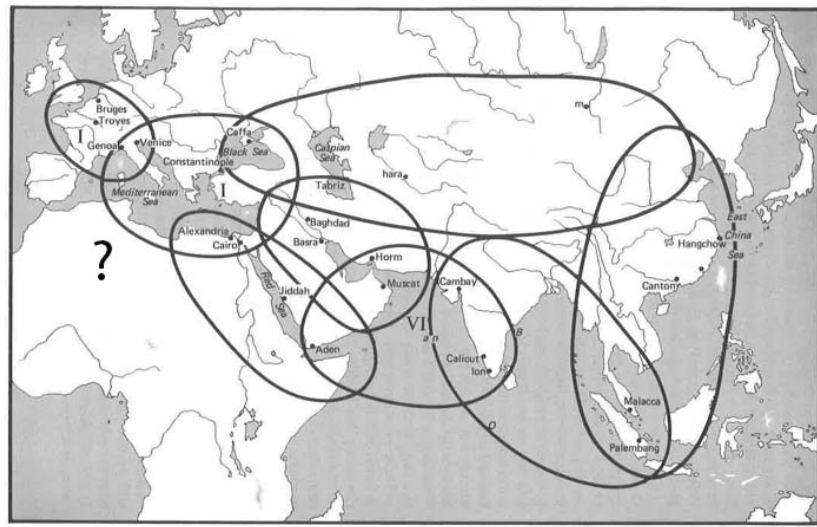 m
Bruges
Troyes
I
Genoa
Venice
Caffa
Black Sea
Constantinople
Caspian
Sea
hara
Tabriz
I
Mediterranean
Sea
Baghdad
Basra
Alexandria
Cairo
?
Horm
Muscat
Jiddah
Red
Sea
Aden
VI
a'n
Cambay
B
Calicut
lon
O
East
China
Sea
Hangchow
Canton
Malacca
Palembang